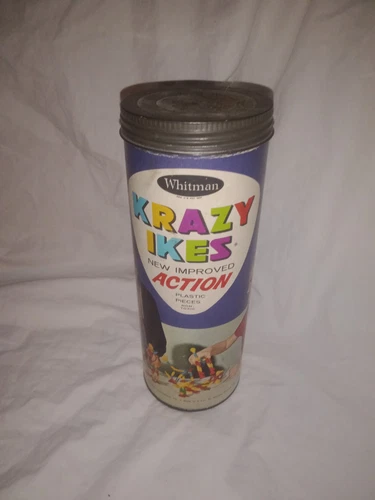 Whitman
KRAZY
IKES
NEW IMPROVED
ACTION
PLASTIC
PIECES